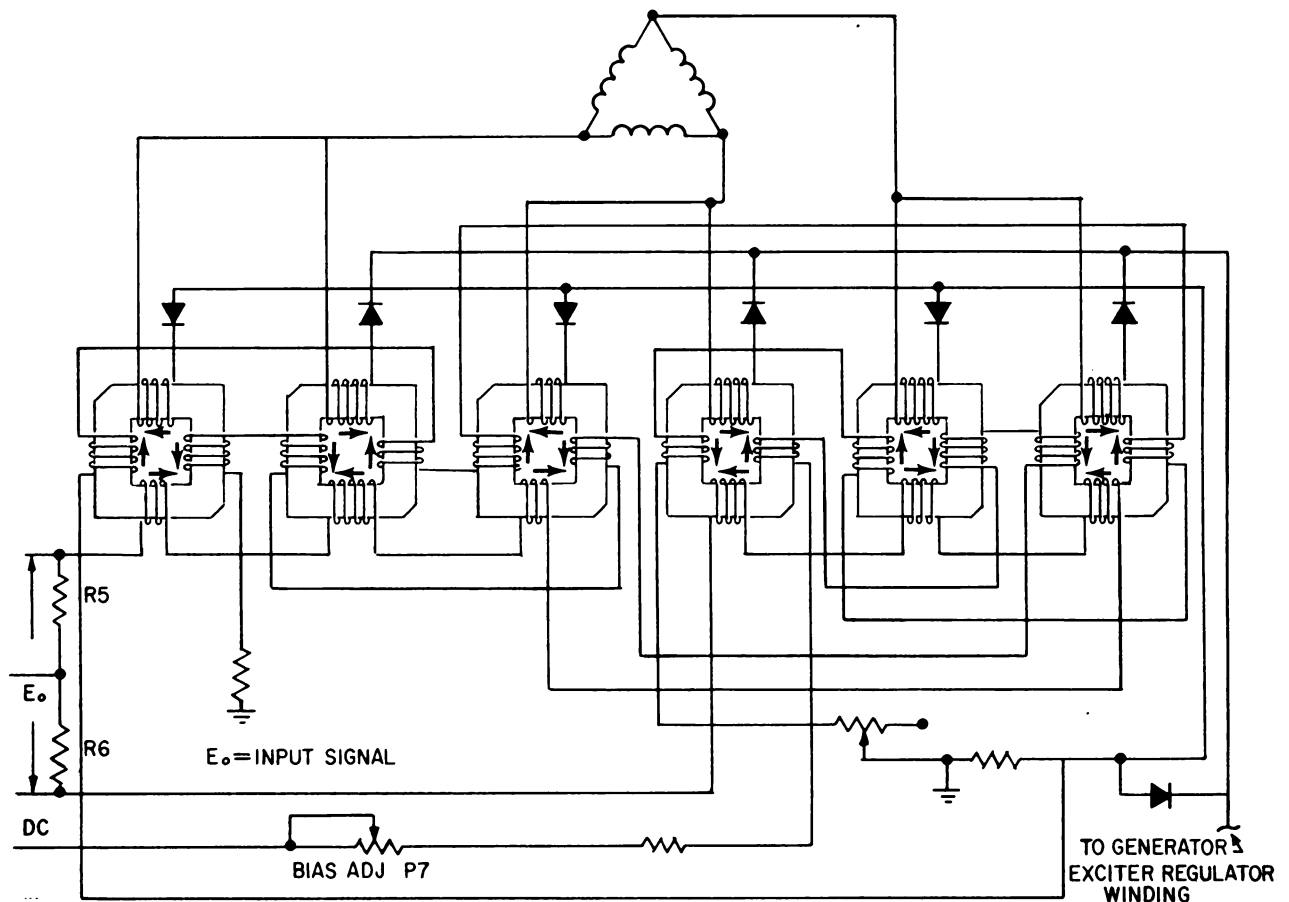 R5
E₀
R6
E₀=INPUT SIGNAL
DC
BIAS ADJ P7
TO GENERATOR
EXCITER REGULATOR
WINDING